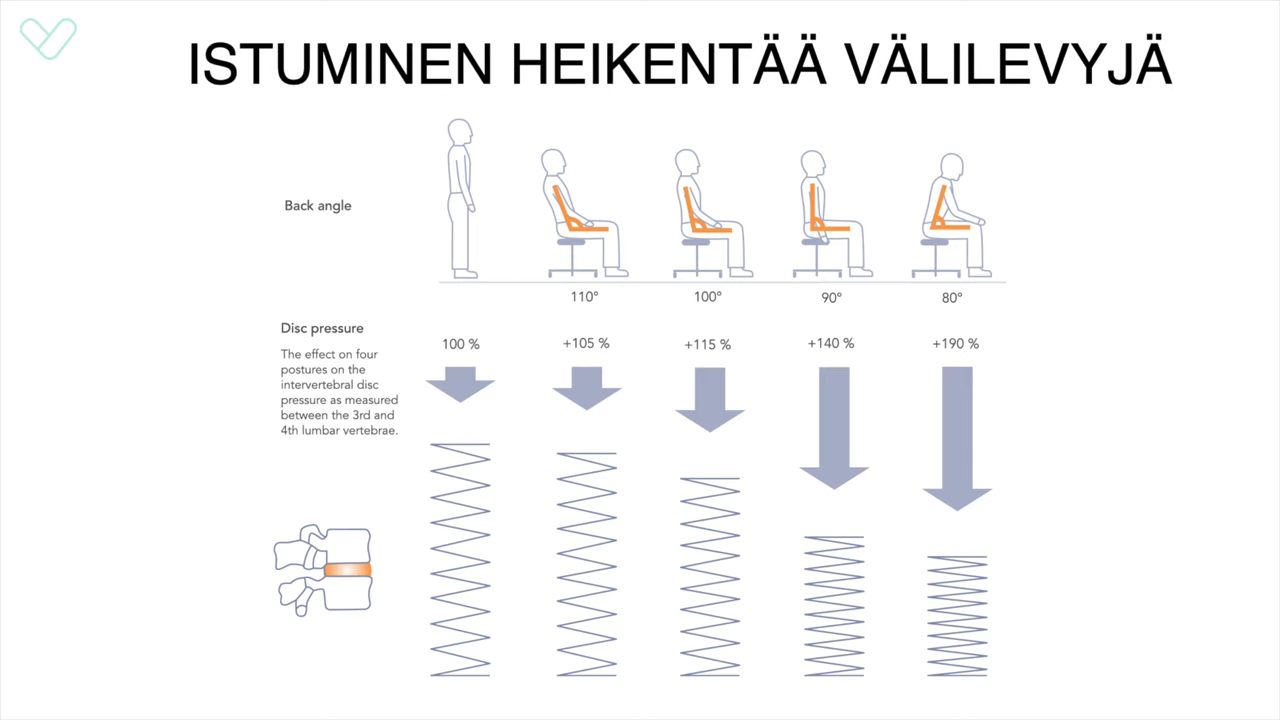 ISTUMINEN HEIKENTÄÄ VÄLILEVYJÄ
Back angle
110° 100° 90° 80°
Disc pressure
100 % +105 % +115 % +140 % +190 %
The effect on four
postures on the
intervertebral disc
pressure as measured
between the 3rd and
4th lumbar vertebrae.